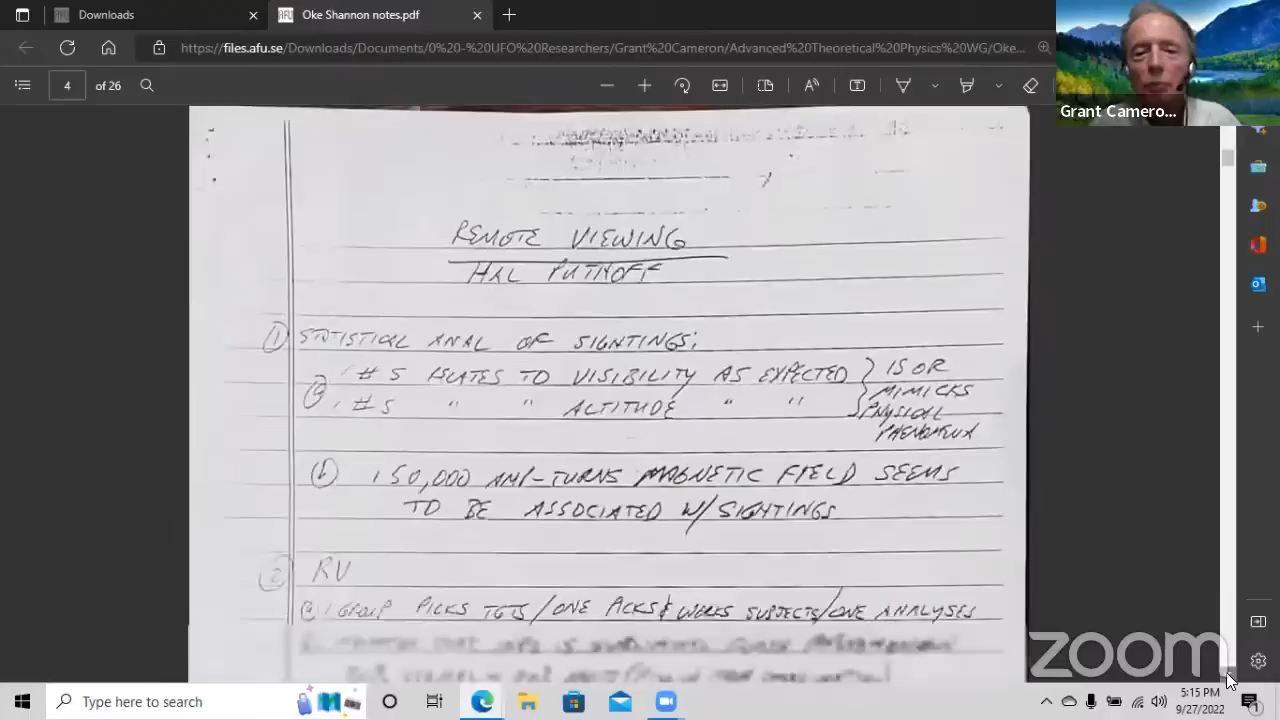 Downloads
Oke Shannon notes.pdf
https://files.afu.se/Downloads/Documents/0%20-%20UFO%20Researchers/Grant%20Cameron/Advanced%20Theoretical%20Physics%20WG/Oke...
4 of 26
Grant Camero...
REMOTE VIEWING
HAL PUTHOFF
① STATISTICAL ANAL OF SIGHTINGS:
# S RELATES TO VISIBILITY AS EXPECTED } IS OR
# S " " ALTITUDE " " } MIMICKS
PHYSICAL
PHENOMENA
ⓑ 150,000 AMP-TURNS MAGNETIC FIELD SEEMS
TO BE ASSOCIATED W/ SIGHTINGS
② RV
ⓐ 1 GROUP PICKS TGTS/ONE PICKS & WORKS SUBJECTS/ONE ANALYSES
zoom
Type here to search
5:15 PM
9/27/2022